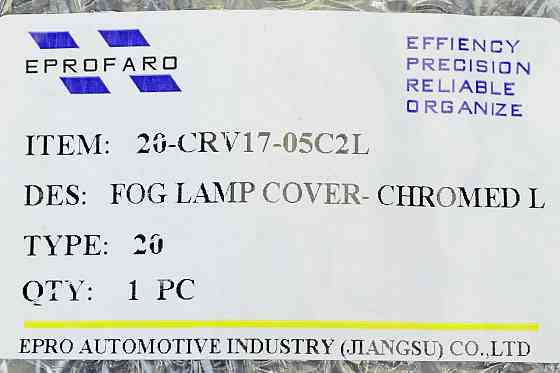 EPROFARO
EFFIENCY
PRECISION
RELIABLE
ORGANIZE
ITEM: 20-CRV17-05C2L
DES: FOG LAMP COVER- CHROMED L
TYPE: 20
QTY: 1 PC
EPRO AUTOMOTIVE INDUSTRY (JIANGSU) CO.,LTD